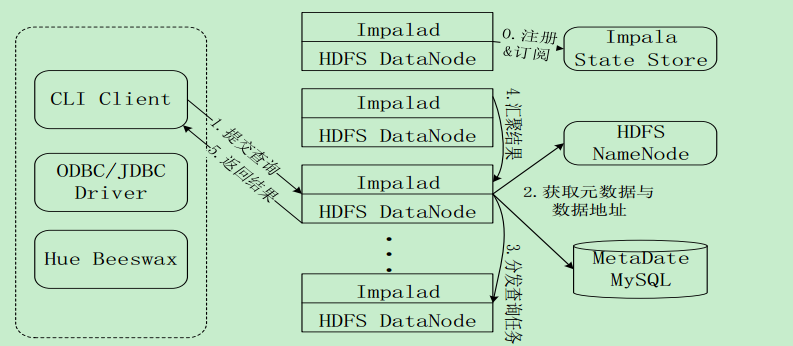 CLI Client
ODBC/JDBC
Driver
Hue Beeswax
1. 提交查询
5. 返回结果
Impalad
HDFS DataNode
Impalad
HDFS DataNode
Impalad
HDFS DataNode
Impalad
HDFS DataNode
0. 注册
&订阅
4. 汇聚结果
3. 分发查询任务
Impala
State Store
HDFS
NameNode
2. 获取元数据与
数据地址
MetaDate
MySQL